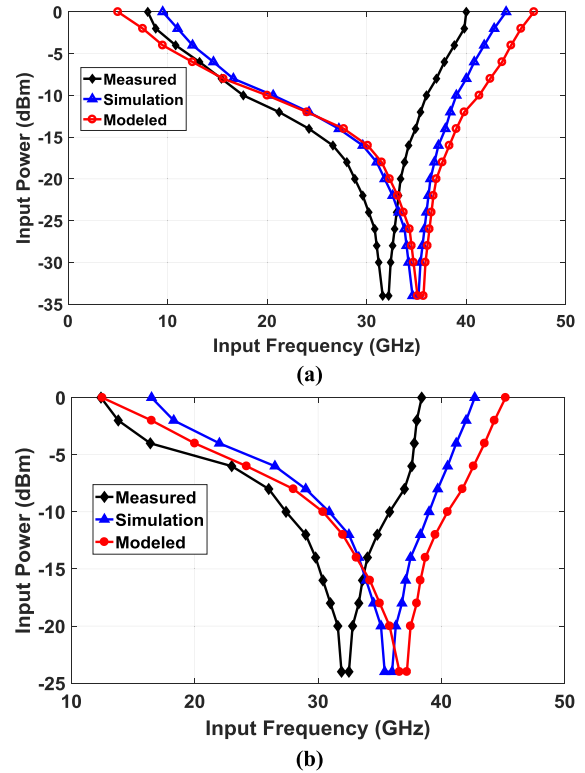 0
-5
-10
-15
-20
-25
-30
-35
Input Power (dBm)
Measured
Simulation
Modeled
0 10 20 30 40 50
Input Frequency (GHz)
(a)
0
-5
-10
-15
-20
-25
Input Power (dBm)
Measured
Simulation
Modeled
10 20 30 40 50
Input Frequency (GHz)
(b)